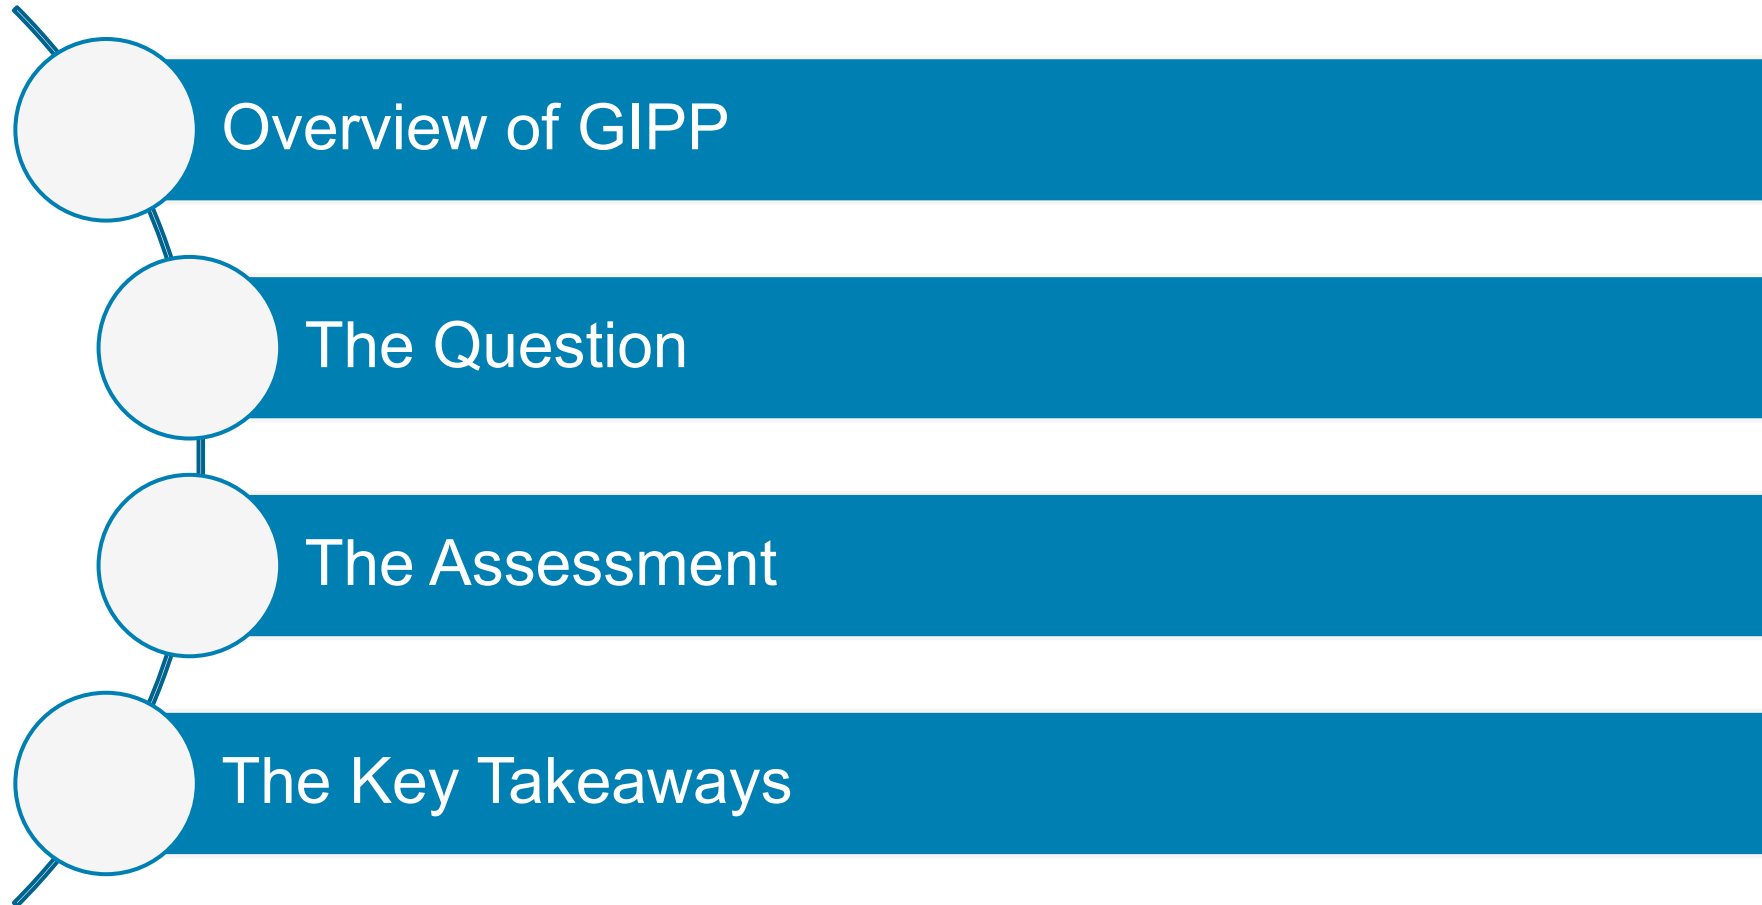 Overview of GIPP
The Question
The Assessment
The Key Takeaways